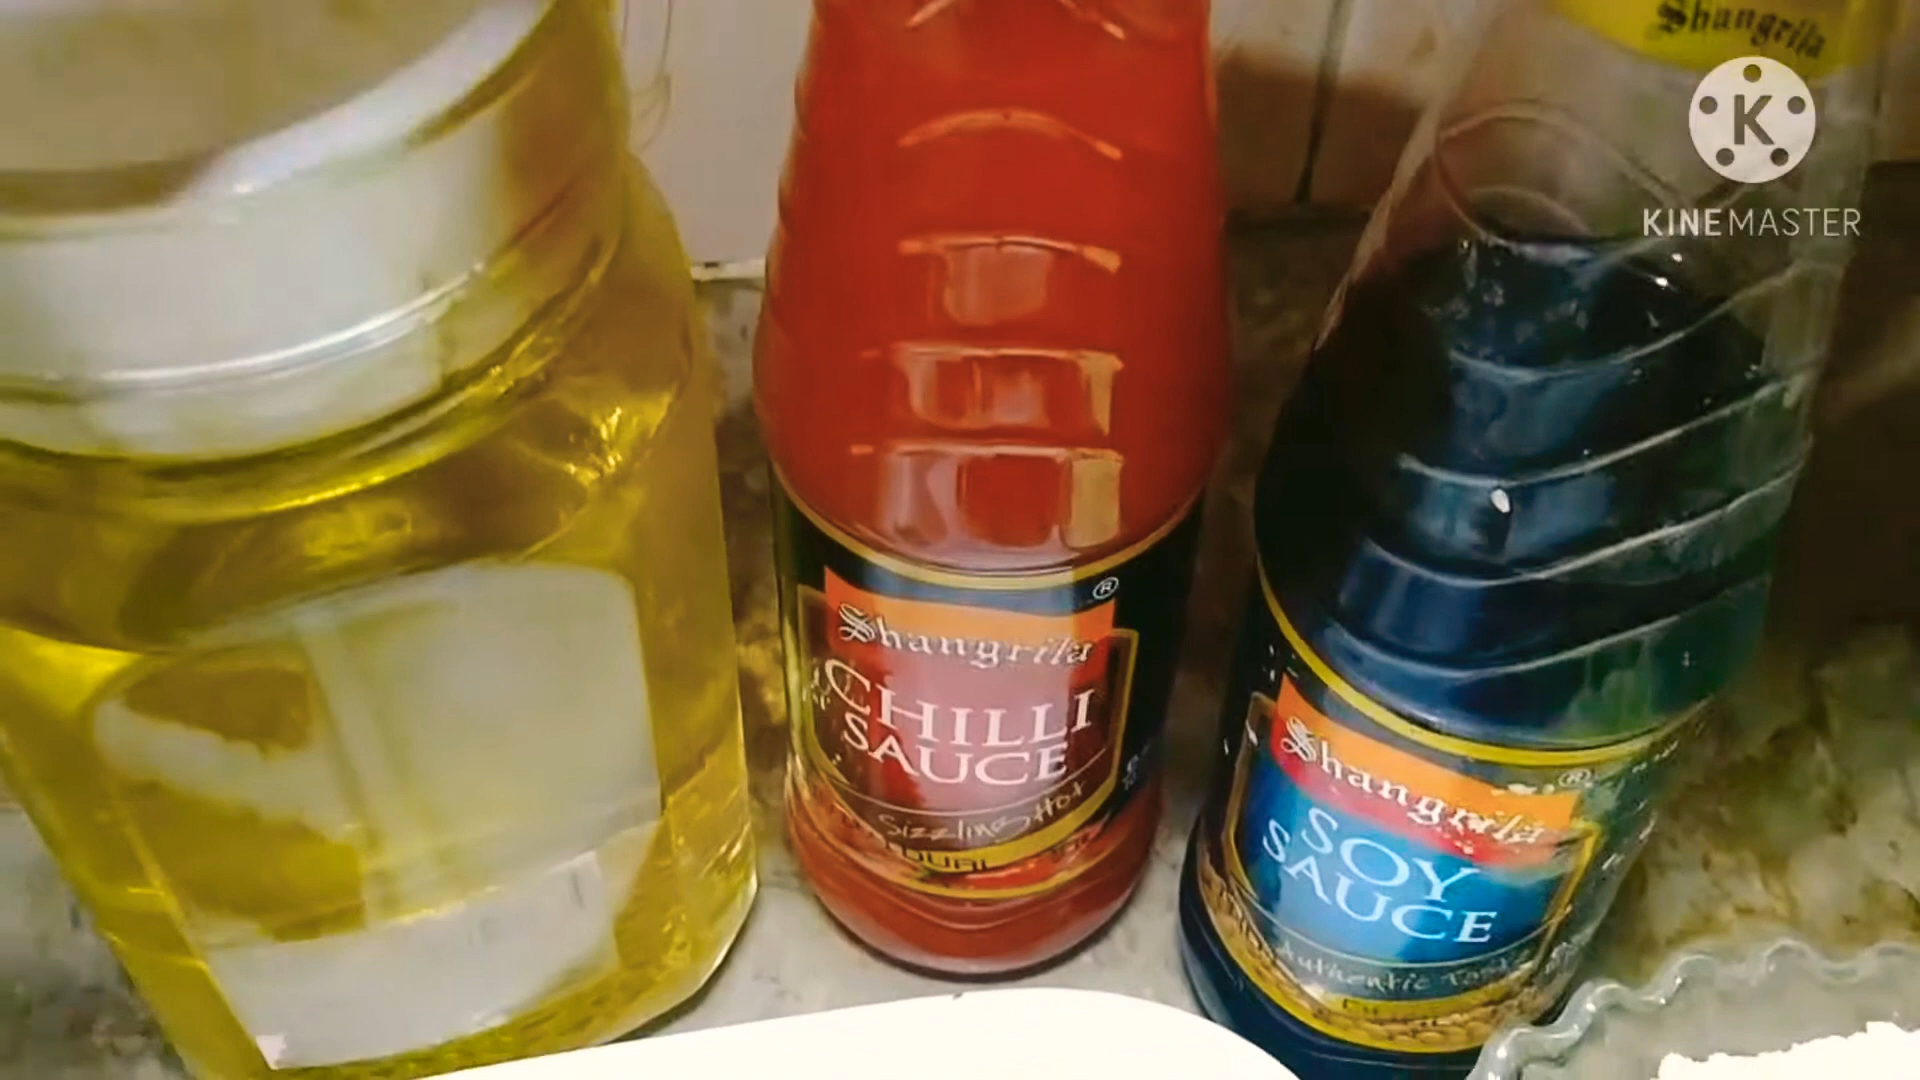 Shangrila
K
KINEMASTER
®
Shangrila
CHILLI
SAUCE
Sizzling Hot
®
Shangrila
SOY
SAUCE
Authentic Taste